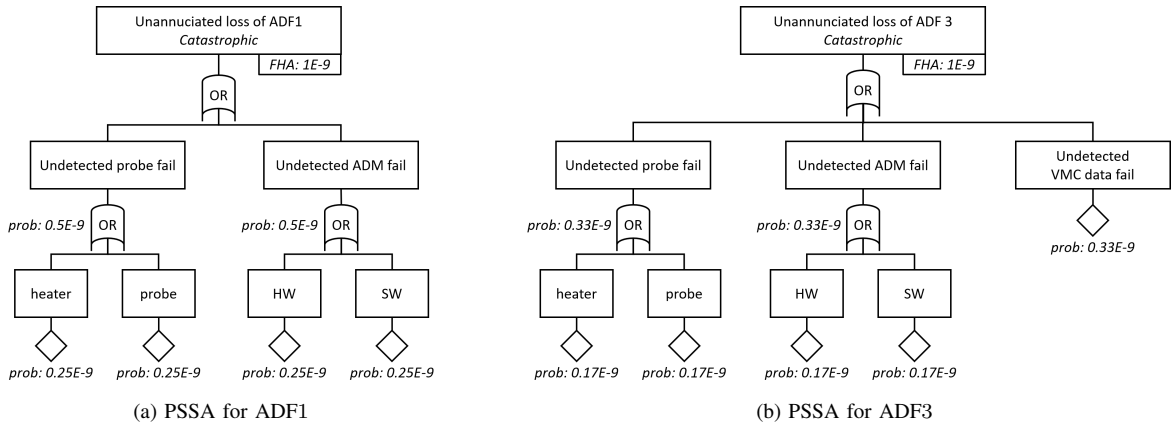 Unannuciated loss of ADF1
Catastrophic
FHA: 1E-9
OR
Undetected probe fail
Undetected ADM fail
prob: 0.5E-9
OR
prob: 0.5E-9
OR
heater
probe
HW
SW
prob: 0.25E-9
prob: 0.25E-9
prob: 0.25E-9
prob: 0.25E-9
(a) PSSA for ADF1
Unannunciated loss of ADF 3
Catastrophic
FHA: 1E-9
OR
Undetected probe fail
Undetected ADM fail
Undetected
VMC data fail
prob: 0.33E-9
OR
prob: 0.33E-9
OR
prob: 0.33E-9
heater
probe
HW
SW
prob: 0.17E-9
prob: 0.17E-9
prob: 0.17E-9
prob: 0.17E-9
(b) PSSA for ADF3